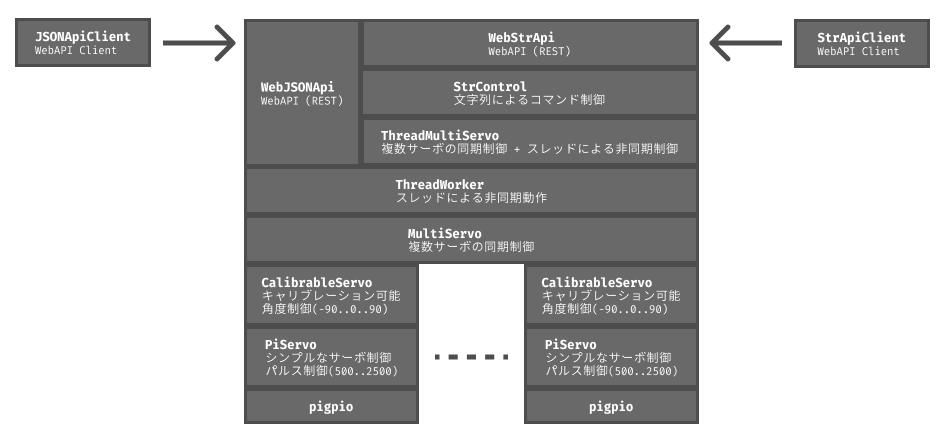 JSONApiClient
WebAPI Client
WebJSONApi
WebAPI (REST)
WebStrApi
WebAPI (REST)
StrControl
文字列によるコマンド制御
ThreadMultiServo
複数サーボの同期制御 + スレッドによる非同期制御
StrApiClient
WebAPI Client
ThreadWorker
スレッドによる非同期動作
MultiServo
複数サーボの同期制御
CalibrableServo
キャリブレーション可能
角度制御(-90..0..90)
PiServo
シンプルなサーボ制御
パルス制御(500..2500)
pigpio
CalibrableServo
キャリブレーション可能
角度制御(-90..0..90)
PiServo
シンプルなサーボ制御
パルス制御(500..2500)
pigpio